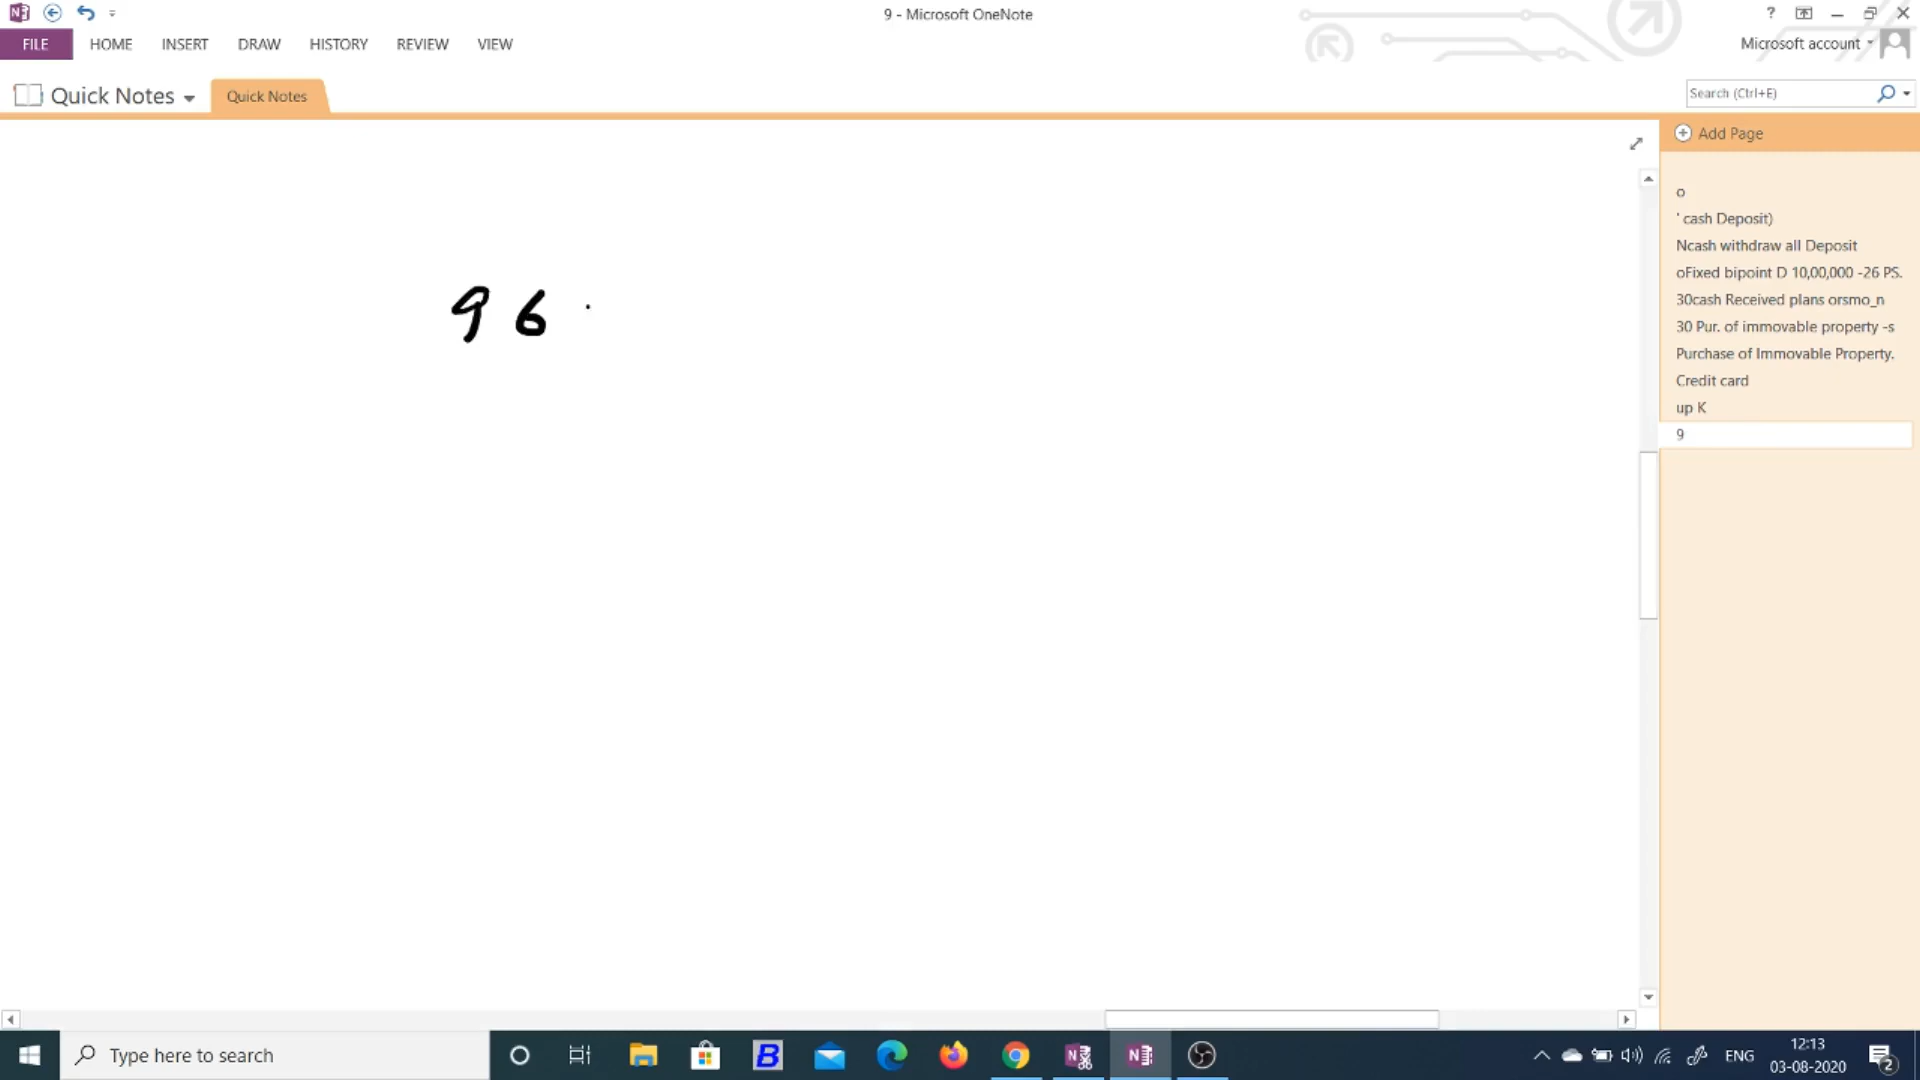 9 - Microsoft OneNote
?
FILE HOME INSERT DRAW HISTORY REVIEW VIEW
Microsoft account
Quick Notes
Quick Notes
Search (Ctrl+E)
Add Page
o
' cash Deposit)
Ncash withdraw all Deposit
oFixed bipoint D 10,00,000 -26 PS.
30cash Received plans orsmo_n
30 Pur. of immovable property -s
Purchase of Immovable Property.
Credit card
up K
9
9 6
Type here to search
B
ENG
12:13
03-08-2020
2